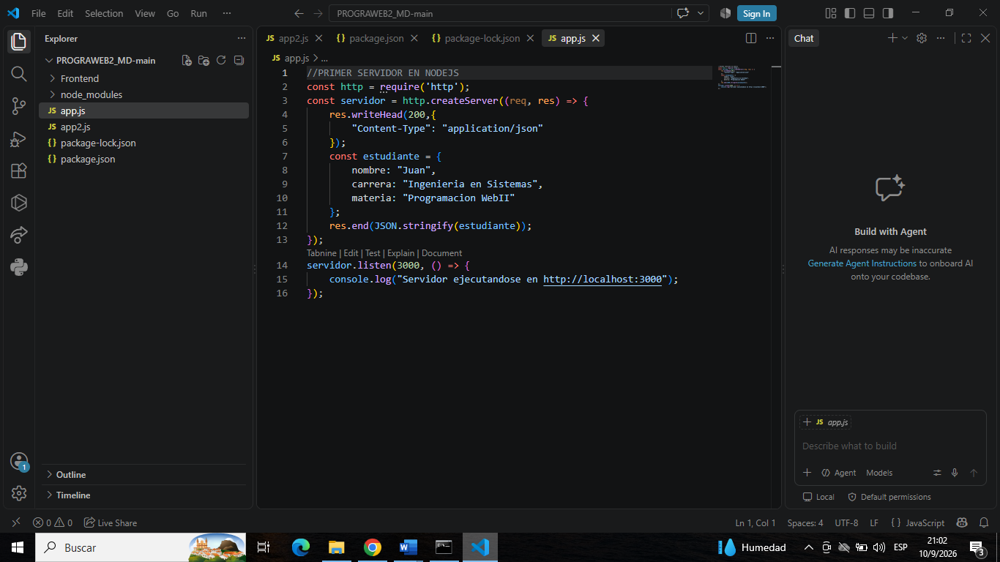 File Edit Selection View Go Run ··· PROGRAWEB2_MD-main Sign In
Explorer
PROGRAWEB2_MD-main
Frontend
node_modules
JS app.js
JS app2.js
{} package-lock.json
{} package.json
Outline
Timeline
JS app2.js {} package.json {} package-lock.json JS app.js
JS app.js > ...
1 //PRIMER SERVIDOR EN NODEJS
2 const http = require('http');
3 const servidor = http.createServer((req, res) => {
4 res.writeHead(200,{
5 "Content-Type": "application/json"
6 });
7 const estudiante = {
8 nombre: "Juan",
9 carrera: "Ingenieria en Sistemas",
10 materia: "Programacion WebII"
11 };
12 res.end(JSON.stringify(estudiante));
13 });
Tabnine | Edit | Test | Explain | Document
14 servidor.listen(3000, () => {
15 console.log("Servidor ejecutandose en http://localhost:3000");
16 });
Chat
Build with Agent
AI responses may be inaccurate
Generate Agent Instructions to onboard AI
onto your codebase.
JS app.js
Describe what to build
Agent Models
Local Default permissions
1
0 0 Live Share Ln 1, Col 1 Spaces: 4 UTF-8 LF {} JavaScript
Buscar
Humedad
ESP
21:02
10/9/2026
3